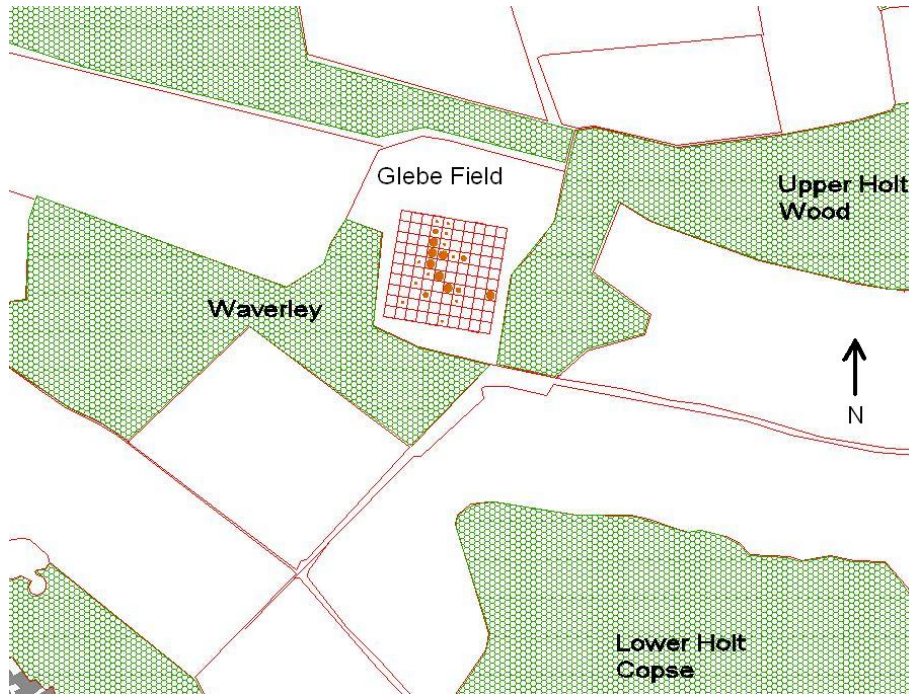 Glebe Field
Upper Holt
Wood
Waverley
N
Lower Holt
Copse